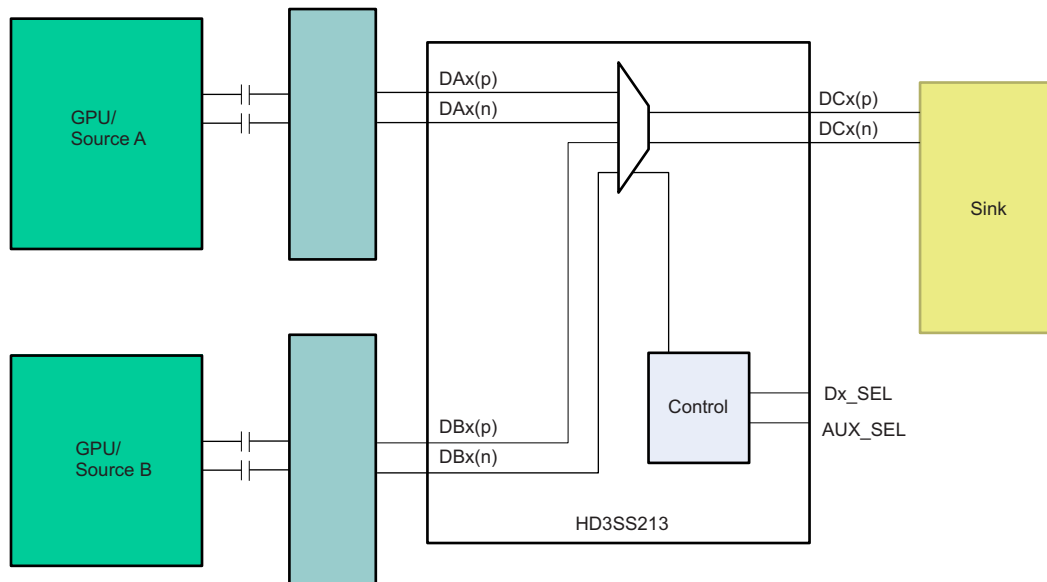 GPU/
Source A
DAx(p)
DAx(n)
DCx(p)
DCx(n)
Sink
GPU/
Source B
DBx(p)
DBx(n)
Control
Dx_SEL
AUX_SEL
HD3SS213